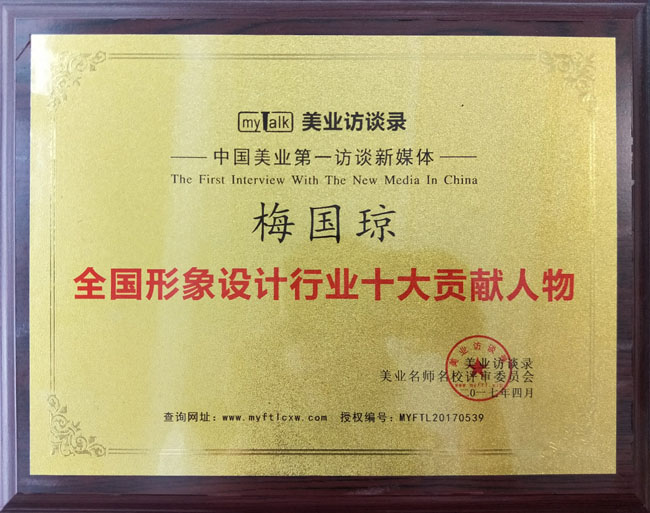 myTalk 美业访谈录
中国美业第一访谈新媒体
The First Interview With The New Media In China
梅国琼
全国形象设计行业十大贡献人物
美业访谈录
美业名师名校评审委员会
二0一七年四月
查询网址：www.myftlcxw.com 授权编号：MYFTL20170539